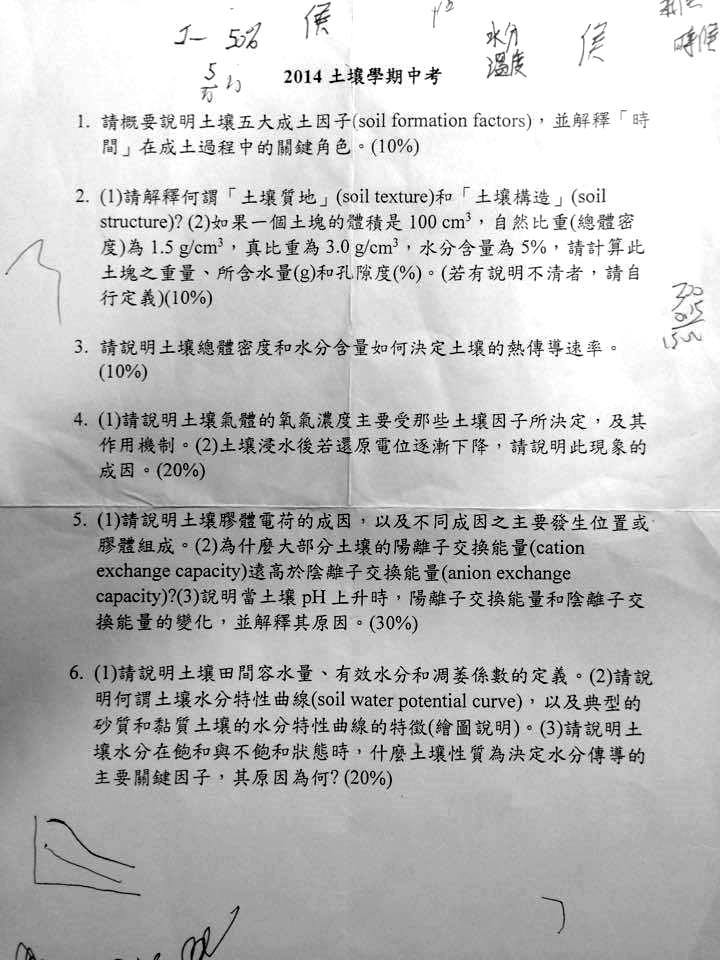 50%
水分
溫度
時候
2014 土壤學期中考
1. 請概要說明土壤五大成土因子(soil formation factors)，並解釋「時
間」在成土過程中的關鍵角色。(10%)
2. (1)請解釋何謂「土壤質地」(soil texture)和「土壤構造」(soil
structure)? (2)如果一個土塊的體積是 100 cm³，自然比重(總體密
度)為 1.5 g/cm³，真比重為 3.0 g/cm³，水分含量為 5%，請計算此
土塊之重量、所含水量(g)和孔隙度(%)。(若有說明不清者，請自
行定義)(10%)
3. 請說明土壤總體密度和水分含量如何決定土壤的熱傳導速率。
(10%)
4. (1)請說明土壤氣體的氧氣濃度主要受那些土壤因子所決定，及其
作用機制。(2)土壤浸水後若還原電位逐漸下降，請說明此現象的
成因。(20%)
5. (1)請說明土壤膠體電荷的成因，以及不同成因之主要發生位置或
膠體組成。(2)為什麼大部分土壤的陽離子交換能量(cation
exchange capacity)遠高於陰離子交換能量(anion exchange
capacity)?(3)說明當土壤 pH 上升時，陽離子交換能量和陰離子交
換能量的變化，並解釋其原因。(30%)
6. (1)請說明土壤田間容水量、有效水分和凋萎係數的定義。(2)請說
明何謂土壤水分特性曲線(soil water potential curve)，以及典型的
砂質和黏質土壤的水分特性曲線的特徵(繪圖說明)。(3)請說明土
壤水分在飽和與不飽和狀態時，什麼土壤性質為決定水分傳導的
主要關鍵因子，其原因為何? (20%)